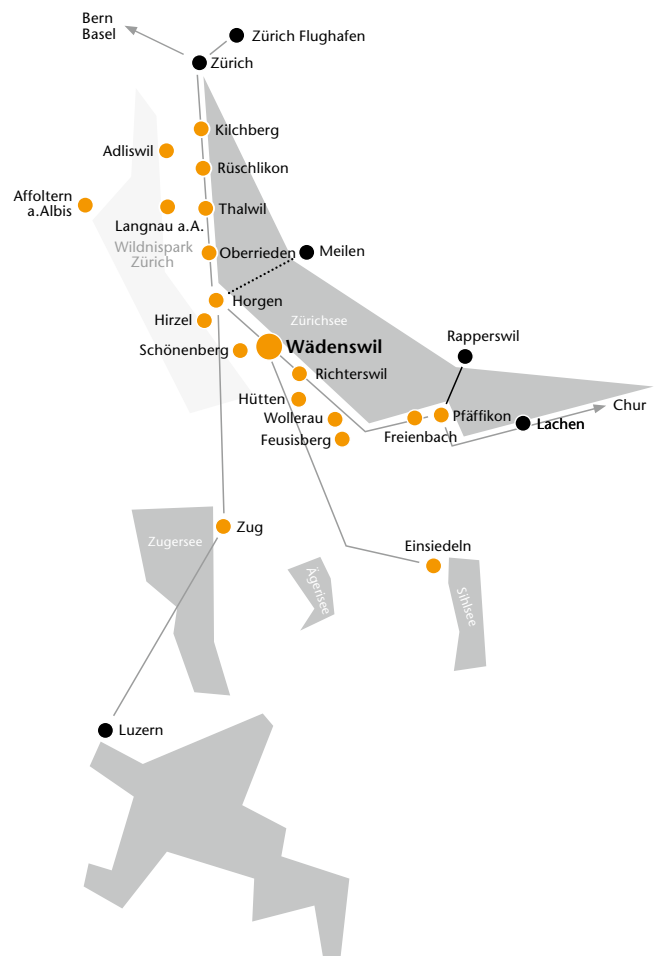 Bern
Basel
Zürich Flughafen
Zürich
Kilchberg
Adliswil
Rüschlikon
Affoltern
a.Albis
Thalwil
Langnau a.A.
Wildnispark
Zürich
Oberrieden
Meilen
Horgen
Hirzel
Zürichsee
Rapperswil
Schönenberg
Wädenswil
Richterswil
Hütten
Wollerau
Feusisberg
Freienbach
Pfäffikon
Chur
Lachen
Zug
Zugersee
Einsiedeln
Ägerisee
Sihlsee
Luzern